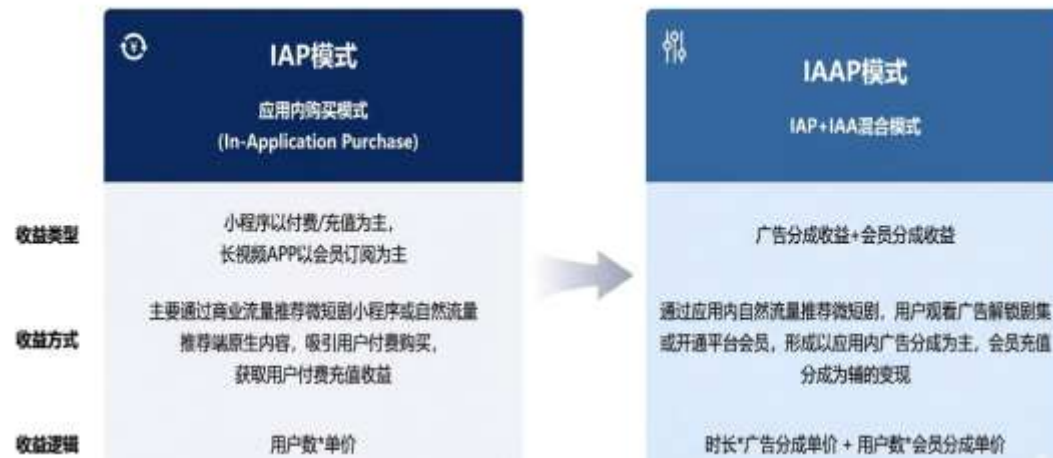 IAP模式
应用内购买模式
(In-Application Purchase)
IAAP模式
IAP+IAA混合模式
收益类型
小程序以付费/充值为主，
长视频APP以会员订阅为主
广告分成收益+会员分成收益
收益方式
主要通过商业流量推荐微短剧小程序或自然流量
推荐端原生内容，吸引用户付费购买，
获取用户付费充值收益
通过应用内自然流量推荐微短剧，用户观看广告解锁剧集
或开通平台会员，形成以应用内广告分成为主，会员充值
分成为辅的变现
收益逻辑
用户数*单价
时长*广告分成单价 + 用户数*会员分成单价